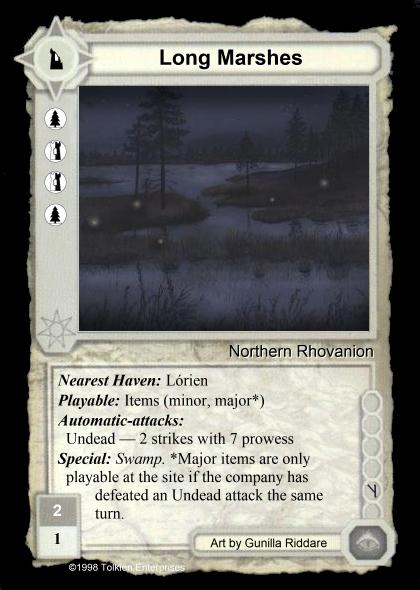 Long Marshes
Northern Rhovanion
Nearest Haven: Lórien
Playable: Items (minor, major*)
Automatic-attacks:
Undead — 2 strikes with 7 prowess
Special: Swamp. *Major items are only
playable at the site if the company has
defeated an Undead attack the same
turn.
2
1
Art by Gunilla Riddare
©1998 Tolkien Enterprises